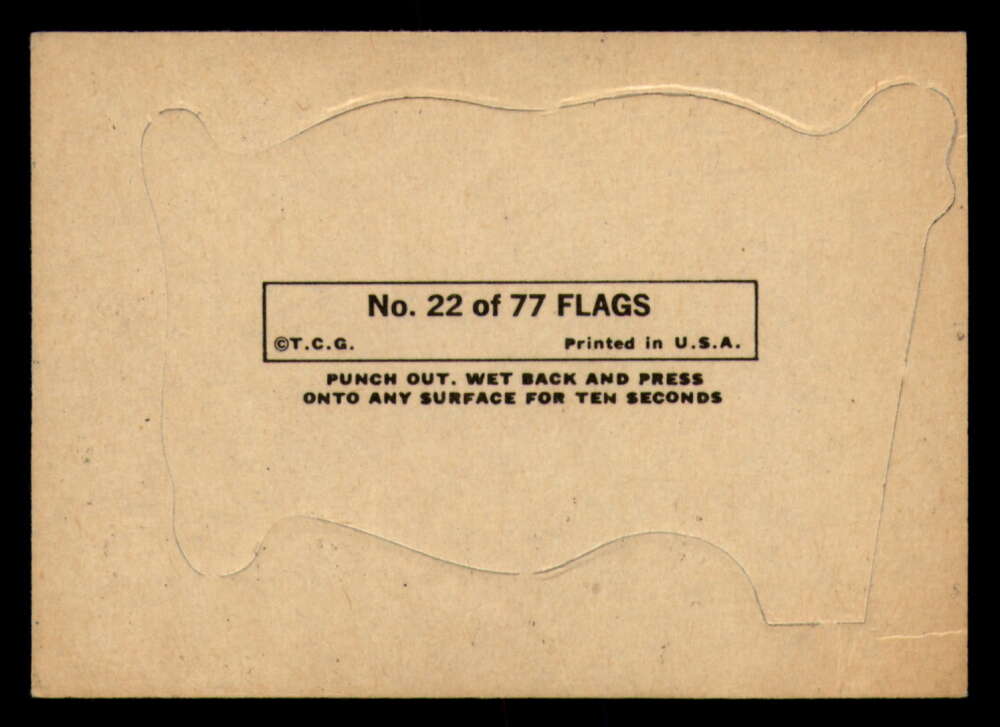 No. 22 of 77 FLAGS
©T.C.G. Printed in U.S.A.
PUNCH OUT. WET BACK AND PRESS
ONTO ANY SURFACE FOR TEN SECONDS